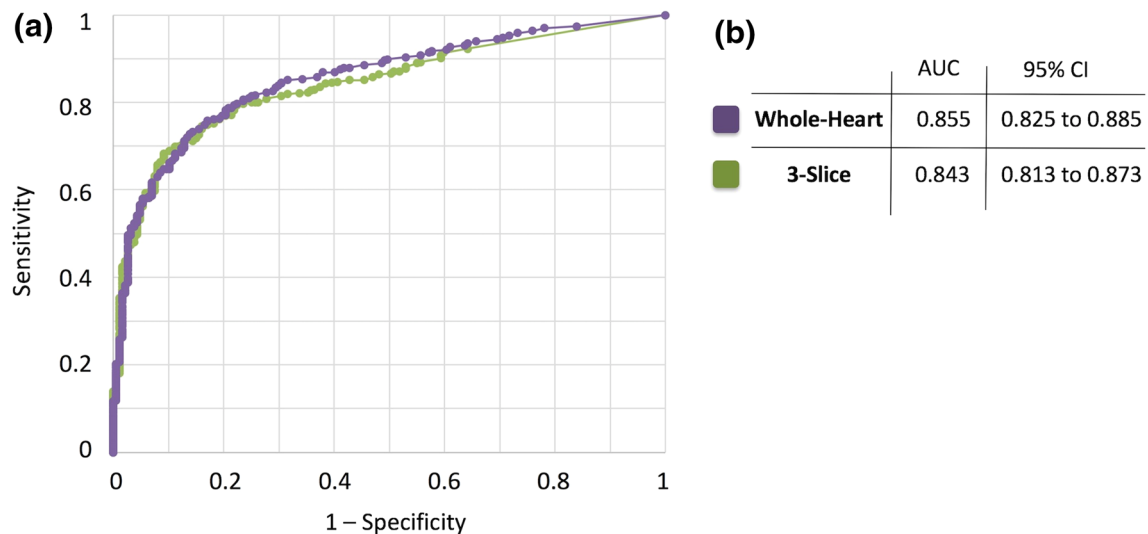 (a)
1
0.8
0.6
0.4
0.2
0
Sensitivity
0 0.2 0.4 0.6 0.8 1
1 – Specificity
(b)
AUC 95% CI
Whole-Heart 0.855 0.825 to 0.885
3-Slice 0.843 0.813 to 0.873